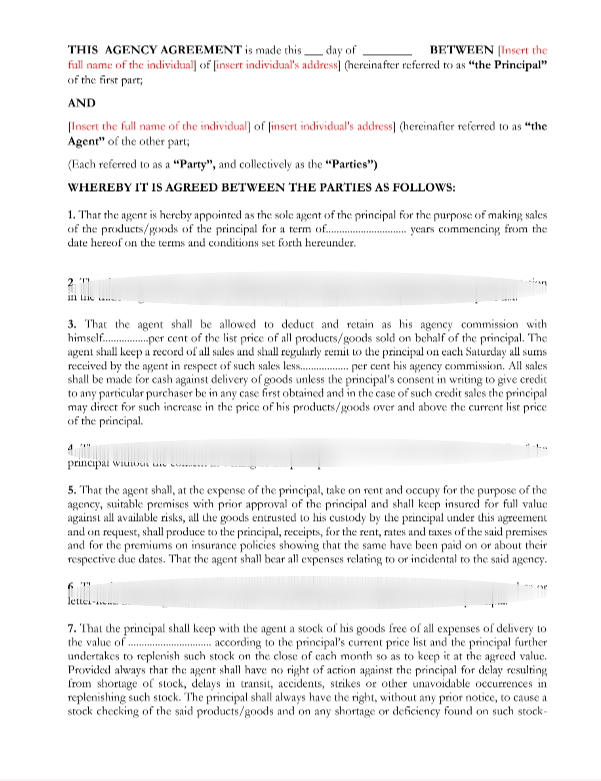 THIS AGENCY AGREEMENT is made this ___ day of ________ BETWEEN [Insert the
full name of the individual] of [insert individual's address] (hereinafter referred to as “the Principal”
of the first part;
AND
[Insert the full name of the individual] of [insert individual's address] (hereinafter referred to as “the
Agent” of the other part;
(Each referred to as a “Party”, and collectively as the “Parties”)
WHEREBY IT IS AGREED BETWEEN THE PARTIES AS FOLLOWS:
1. That the agent is hereby appointed as the sole agent of the principal for the purpose of making sales
of the products/goods of the principal for a term of............................ years commencing from the
date hereof on the terms and conditions set forth hereunder.
2.
in the
3. That the agent shall be allowed to deduct and retain as his agency commission with
himself................per cent of the list price of all products/goods sold on behalf of the principal. The
agent shall keep a record of all sales and shall regularly remit to the principal on each Saturday all sums
received by the agent in respect of such sales less................. per cent his agency commission. All sales
shall be made for cash against delivery of goods unless the principal's consent in writing to give credit
to any particular purchaser be in any case first obtained and in the case of such credit sales the principal
may direct for such increase in the price of his products/goods over and above the current list price
of the principal.
4
principal without the
5. That the agent shall, at the expense of the principal, take on rent and occupy for the purpose of the
agency, suitable premises with prior approval of the principal and shall keep insured for full value
against all available risks, all the goods entrusted to his custody by the principal under this agreement
and on request, shall produce to the principal, receipts, for the rent, rates and taxes of the said premises
and for the premiums on insurance policies showing that the same have been paid on or about their
respective due dates. That the agent shall bear all expenses relating to or incidental to the said agency.
6
or
7. That the principal shall keep with the agent a stock of his goods free of all expenses of delivery to
the value of ............................. according to the principal's current price list and the principal further
undertakes to replenish such stock on the close of each month so as to keep it at the agreed value.
Provided always that the agent shall have no right of action against the principal for delay resulting
from shortage of stock, delays in transit, accidents, strikes or other unavoidable occurrences in
replenishing such stock. The principal shall always have the right, without any prior notice, to cause a
stock checking of the said products/goods and on any shortage or deficiency found on such stock-